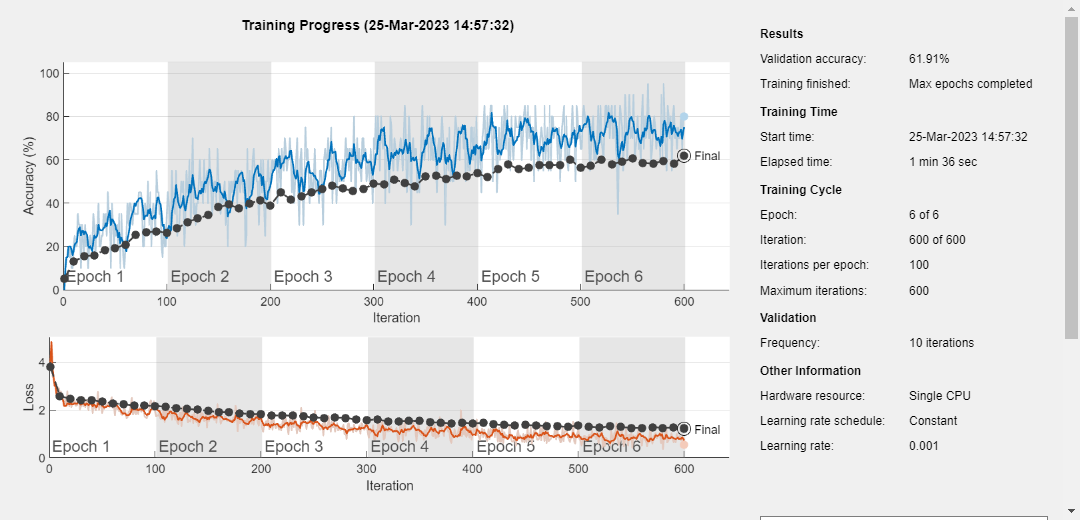 Training Progress (25-Mar-2023 14:57:32)
Accuracy (%)
100
80
60
40
20
0
Final
Epoch 1 Epoch 2 Epoch 3 Epoch 4 Epoch 5 Epoch 6
0 100 200 300 400 500 600
Iteration
Loss
4
2
0
Final
Epoch 1 Epoch 2 Epoch 3 Epoch 4 Epoch 5 Epoch 6
0 100 200 300 400 500 600
Iteration
Results
Validation accuracy: 61.91%
Training finished: Max epochs completed
Training Time
Start time: 25-Mar-2023 14:57:32
Elapsed time: 1 min 36 sec
Training Cycle
Epoch: 6 of 6
Iteration: 600 of 600
Iterations per epoch: 100
Maximum iterations: 600
Validation
Frequency: 10 iterations
Other Information
Hardware resource: Single CPU
Learning rate schedule: Constant
Learning rate: 0.001